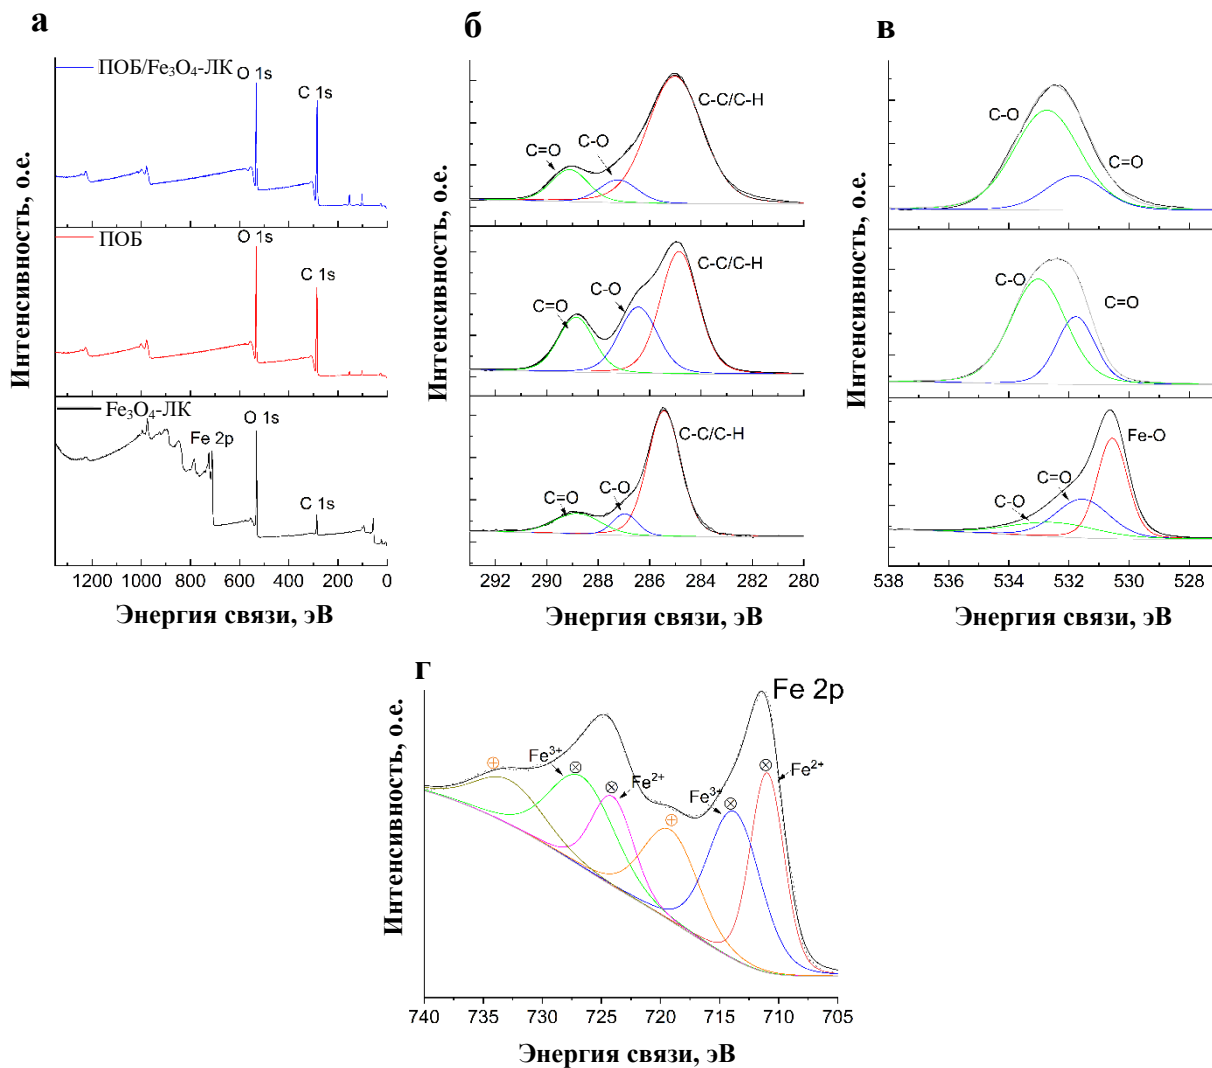 а
ПОБ/Fe₃O₄-ЛК
O 1s
C 1s
ПОБ
O 1s
C 1s
Fe₃O₄-ЛК
Fe 2p
O 1s
C 1s
1200 1000 800 600 400 200 0
Энергия связи, эВ
Интенсивность, о.е.
б
C-C/C-H
C-O
C=O
C-C/C-H
C-O
C=O
C-C/C-H
C-O
C=O
292 290 288 286 284 282 280
Энергия связи, эВ
Интенсивность, о.е.
в
C-O
C=O
C-O
C=O
Fe-O
C=O
C-O
538 536 534 532 530 528
Энергия связи, эВ
Интенсивность, о.е.
г
Fe 2p
Fe³⁺
Fe²⁺
Fe³⁺
Fe²⁺
740 735 730 725 720 715 710 705
Энергия связи, эВ
Интенсивность, о.е.